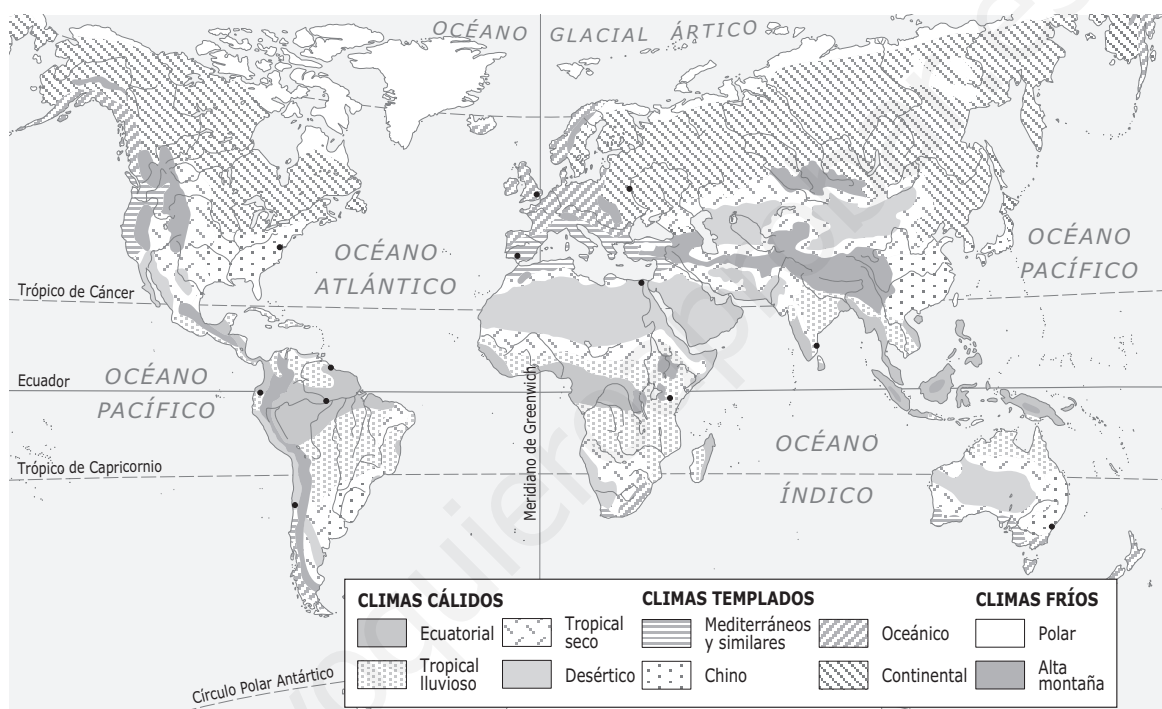 OCÉANO GLACIAL ÁRTICO
OCÉANO
ATLÁNTICO
OCÉANO
PACÍFICO
Trópico de Cáncer
Ecuador
OCÉANO
PACÍFICO
Meridiano de Greenwich
Trópico de Capricornio
OCÉANO
ÍNDICO
Círculo Polar Antártico
CLIMAS CÁLIDOS
Ecuatorial
Tropical
lluvioso
Tropical
seco
Desértico
CLIMAS TEMPLADOS
Mediterráneos
y similares
Chino
Oceánico
Continental
CLIMAS FRÍOS
Polar
Alta
montaña